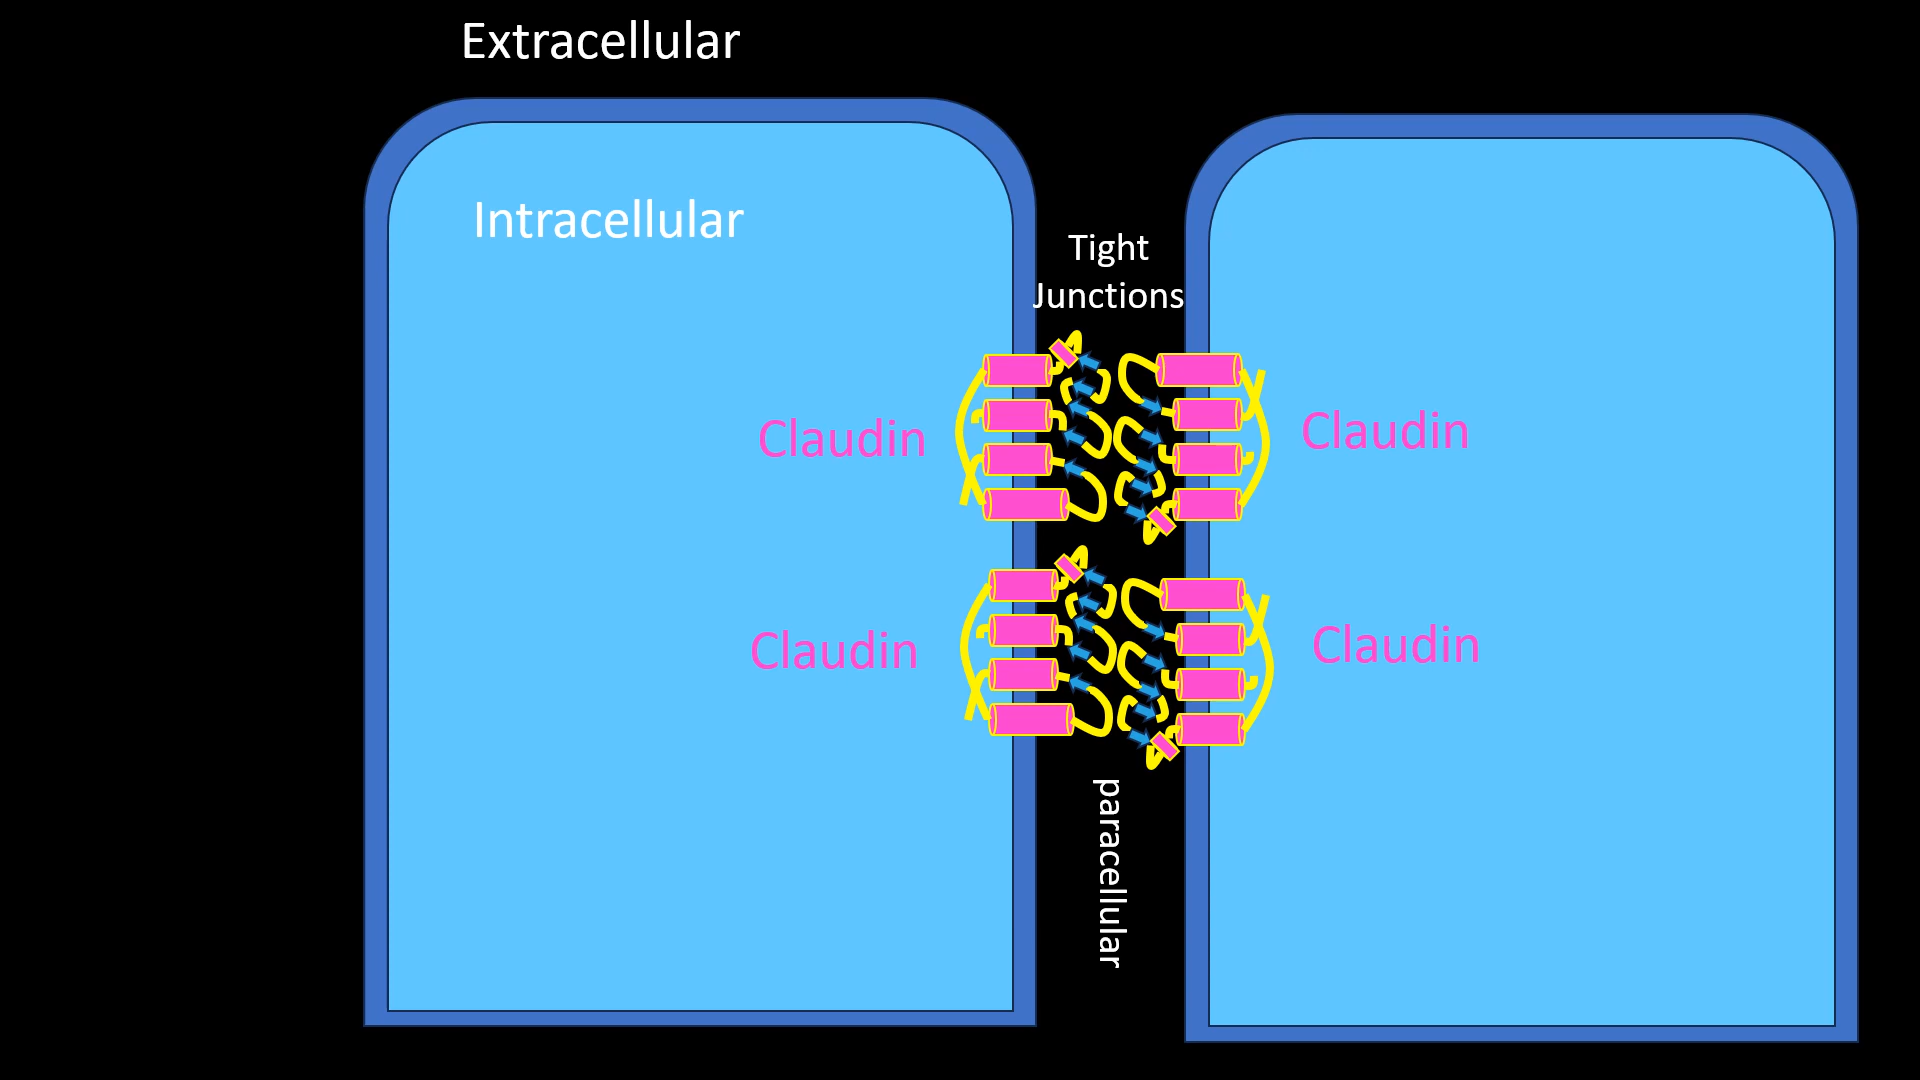 Extracellular
Intracellular
Tight
Junctions
Claudin
Claudin
Claudin
Claudin
paracellular